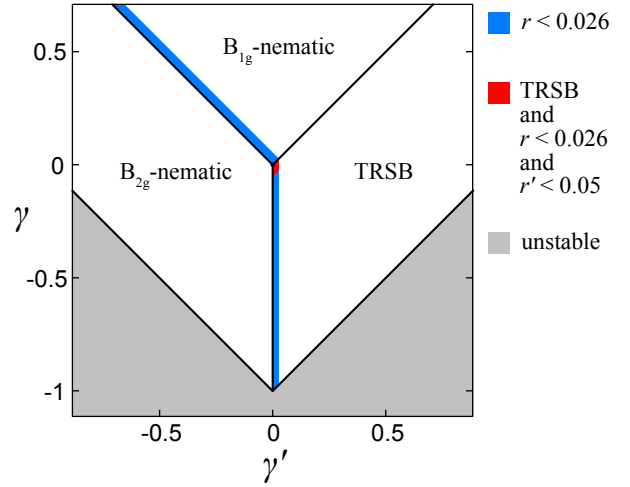 0.5
0
-0.5
-1
γ
-0.5
0
0.5
γ'
B1g-nematic
B2g-nematic
TRSB
r < 0.026
TRSB
and
r < 0.026
and
r' < 0.05
unstable